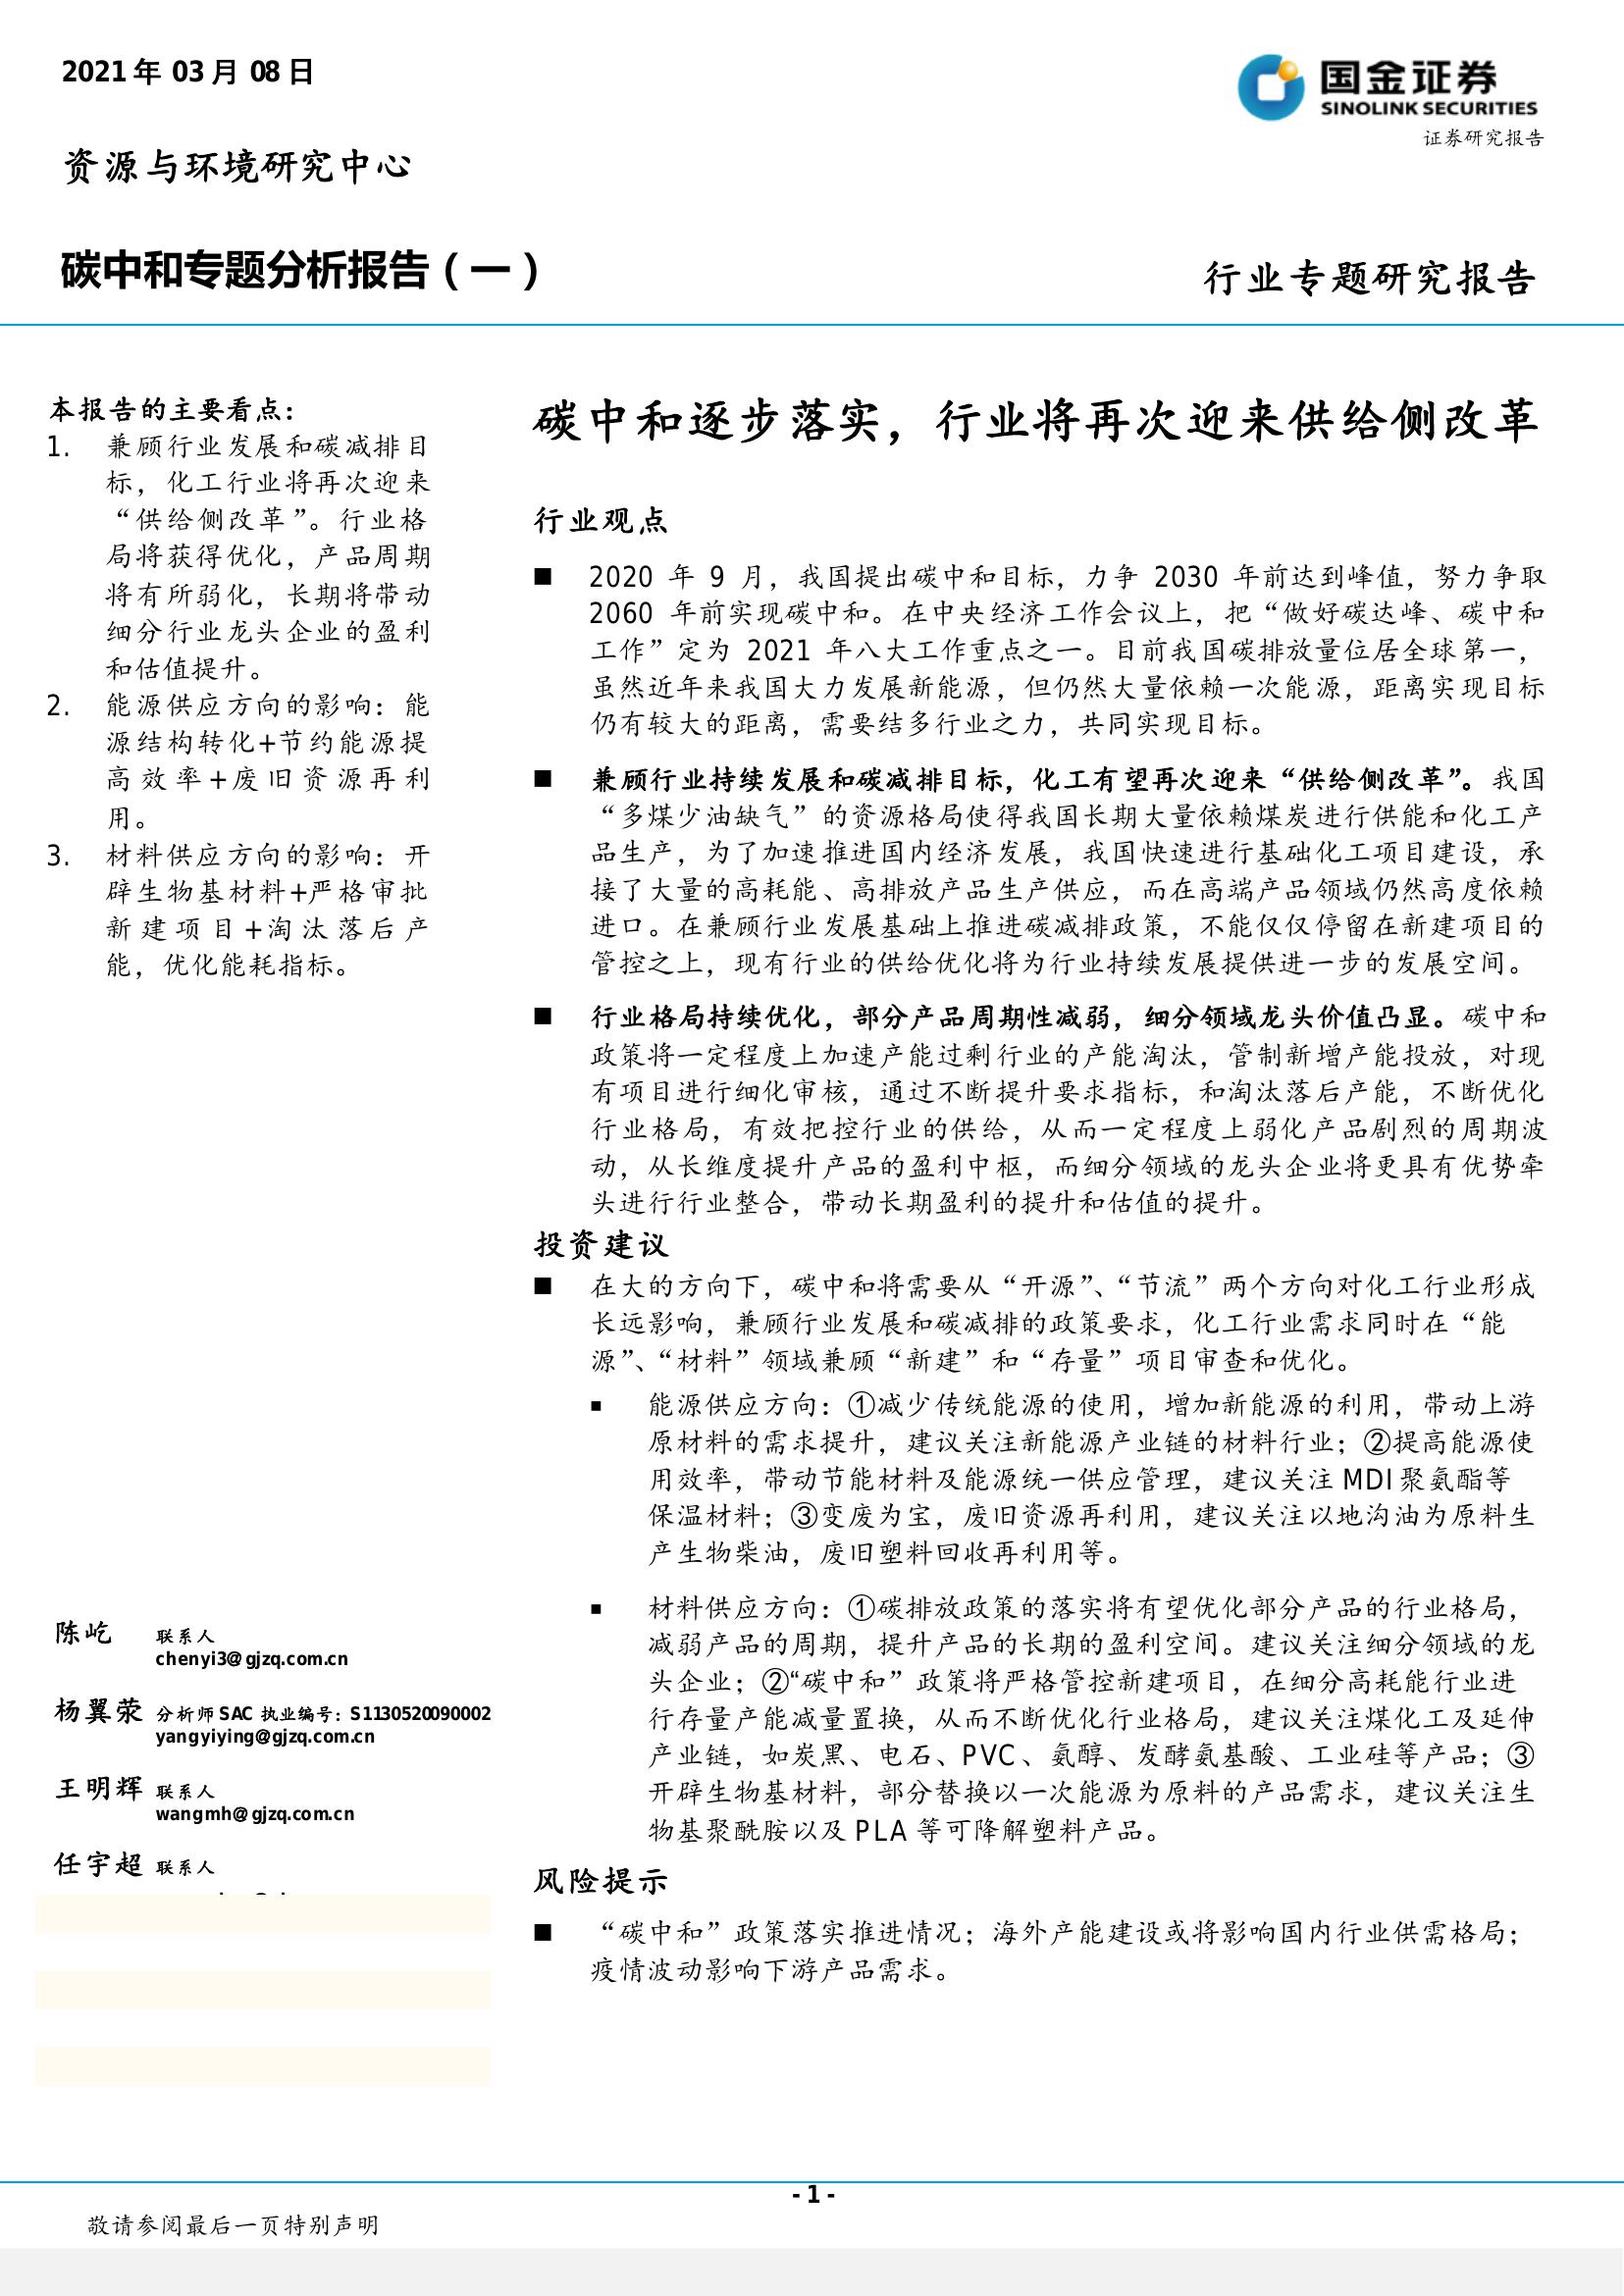 2021 年 03 月 08 日
国金证券
SINOLINK SECURITIES
证券研究报告
资源与环境研究中心
碳中和专题分析报告（一）
行业专题研究报告
本报告的主要看点：
1. 兼顾行业发展和碳减排目
标，化工行业将再次迎来
“供给侧改革”。行业格
局将获得优化，产品周期
将有所弱化，长期将带动
细分行业龙头企业的盈利
和估值提升。
2. 能源供应方向的影响：能
源结构转化+节约能源提
高效率+废旧资源再利
用。
3. 材料供应方向的影响：开
辟生物基材料+严格审批
新建项目+淘汰落后产
能，优化能耗指标。
陈屹 联系人
chenyi3@gjzq.com.cn
杨翼荥 分析师 SAC 执业编号：S1130520090002
yangyiying@gjzq.com.cn
王明辉 联系人
wangmh@gjzq.com.cn
任宇超 联系人
碳中和逐步落实，行业将再次迎来供给侧改革
行业观点
■ 2020 年 9 月，我国提出碳中和目标，力争 2030 年前达到峰值，努力争取
2060 年前实现碳中和。在中央经济工作会议上，把“做好碳达峰、碳中和
工作”定为 2021 年八大工作重点之一。目前我国碳排放量位居全球第一，
虽然近年来我国大力发展新能源，但仍然大量依赖一次能源，距离实现目标
仍有较大的距离，需要结多行业之力，共同实现目标。
■ 兼顾行业持续发展和碳减排目标，化工有望再次迎来“供给侧改革”。我国
“多煤少油缺气”的资源格局使得我国长期大量依赖煤炭进行供能和化工产
品生产，为了加速推进国内经济发展，我国快速进行基础化工项目建设，承
接了大量的高耗能、高排放产品生产供应，而在高端产品领域仍然高度依赖
进口。在兼顾行业发展基础上推进碳减排政策，不能仅仅停留在新建项目的
管控之上，现有行业的供给优化将为行业持续发展提供进一步的发展空间。
■ 行业格局持续优化，部分产品周期性减弱，细分领域龙头价值凸显。碳中和
政策将一定程度上加速产能过剩行业的产能淘汰，管制新增产能投放，对现
有项目进行细化审核，通过不断提升要求指标，和淘汰落后产能，不断优化
行业格局，有效把控行业的供给，从而一定程度上弱化产品剧烈的周期波
动，从长维度提升产品的盈利中枢，而细分领域的龙头企业将更具有优势牵
头进行行业整合，带动长期盈利的提升和估值的提升。
投资建议
■ 在大的方向下，碳中和将需要从“开源”、“节流”两个方向对化工行业形成
长远影响，兼顾行业发展和碳减排的政策要求，化工行业需求同时在“能
源”、“材料”领域兼顾“新建”和“存量”项目审查和优化。
■ 能源供应方向：①减少传统能源的使用，增加新能源的利用，带动上游
原材料的需求提升，建议关注新能源产业链的材料行业；②提高能源使
用效率，带动节能材料及能源统一供应管理，建议关注 MDI 聚氨酯等
保温材料；③变废为宝，废旧资源再利用，建议关注以地沟油为原料生
产生物柴油，废旧塑料回收再利用等。
■ 材料供应方向：①碳排放政策的落实将有望优化部分产品的行业格局，
减弱产品的周期，提升产品的长期的盈利空间。建议关注细分领域的龙
头企业；②“碳中和”政策将严格管控新建项目，在细分高耗能行业进
行存量产能减量置换，从而不断优化行业格局，建议关注煤化工及延伸
产业链，如炭黑、电石、PVC、氨醇、发酵氨基酸、工业硅等产品；③
开辟生物基材料，部分替换以一次能源为原料的产品需求，建议关注生
物基聚酰胺以及 PLA 等可降解塑料产品。
风险提示
■ “碳中和”政策落实推进情况；海外产能建设或将影响国内行业供需格局；
疫情波动影响下游产品需求。
- 1 -
敬请参阅最后一页特别声明